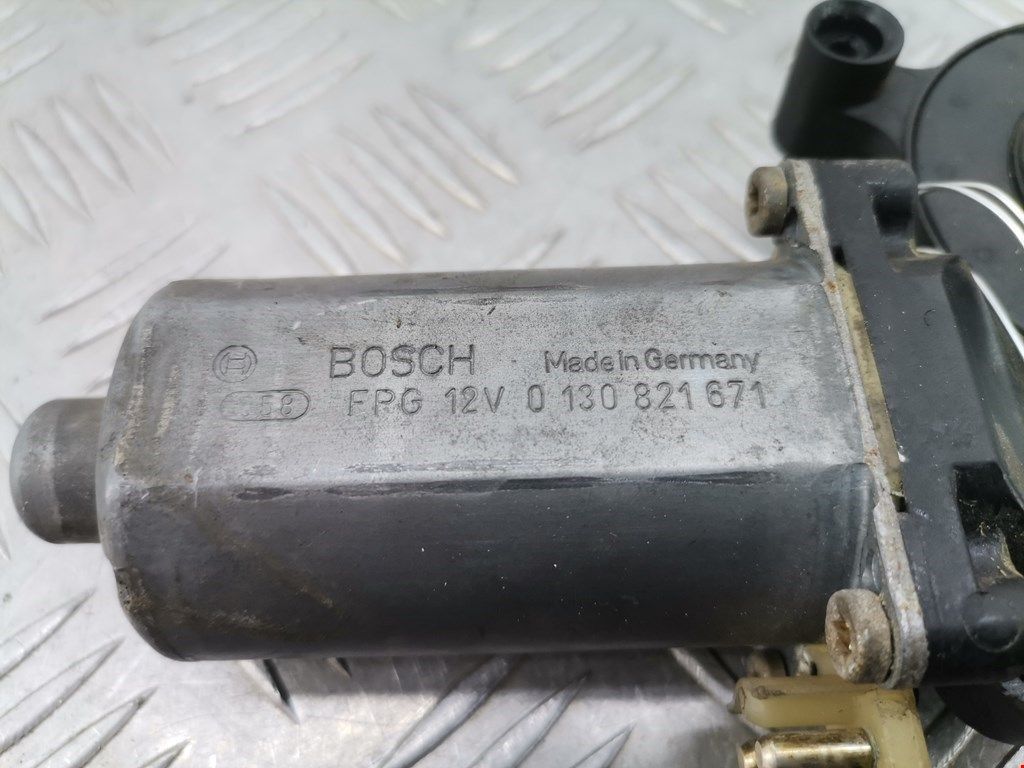 BOSCH Made in Germany
FPG 12V 0 130 821 671